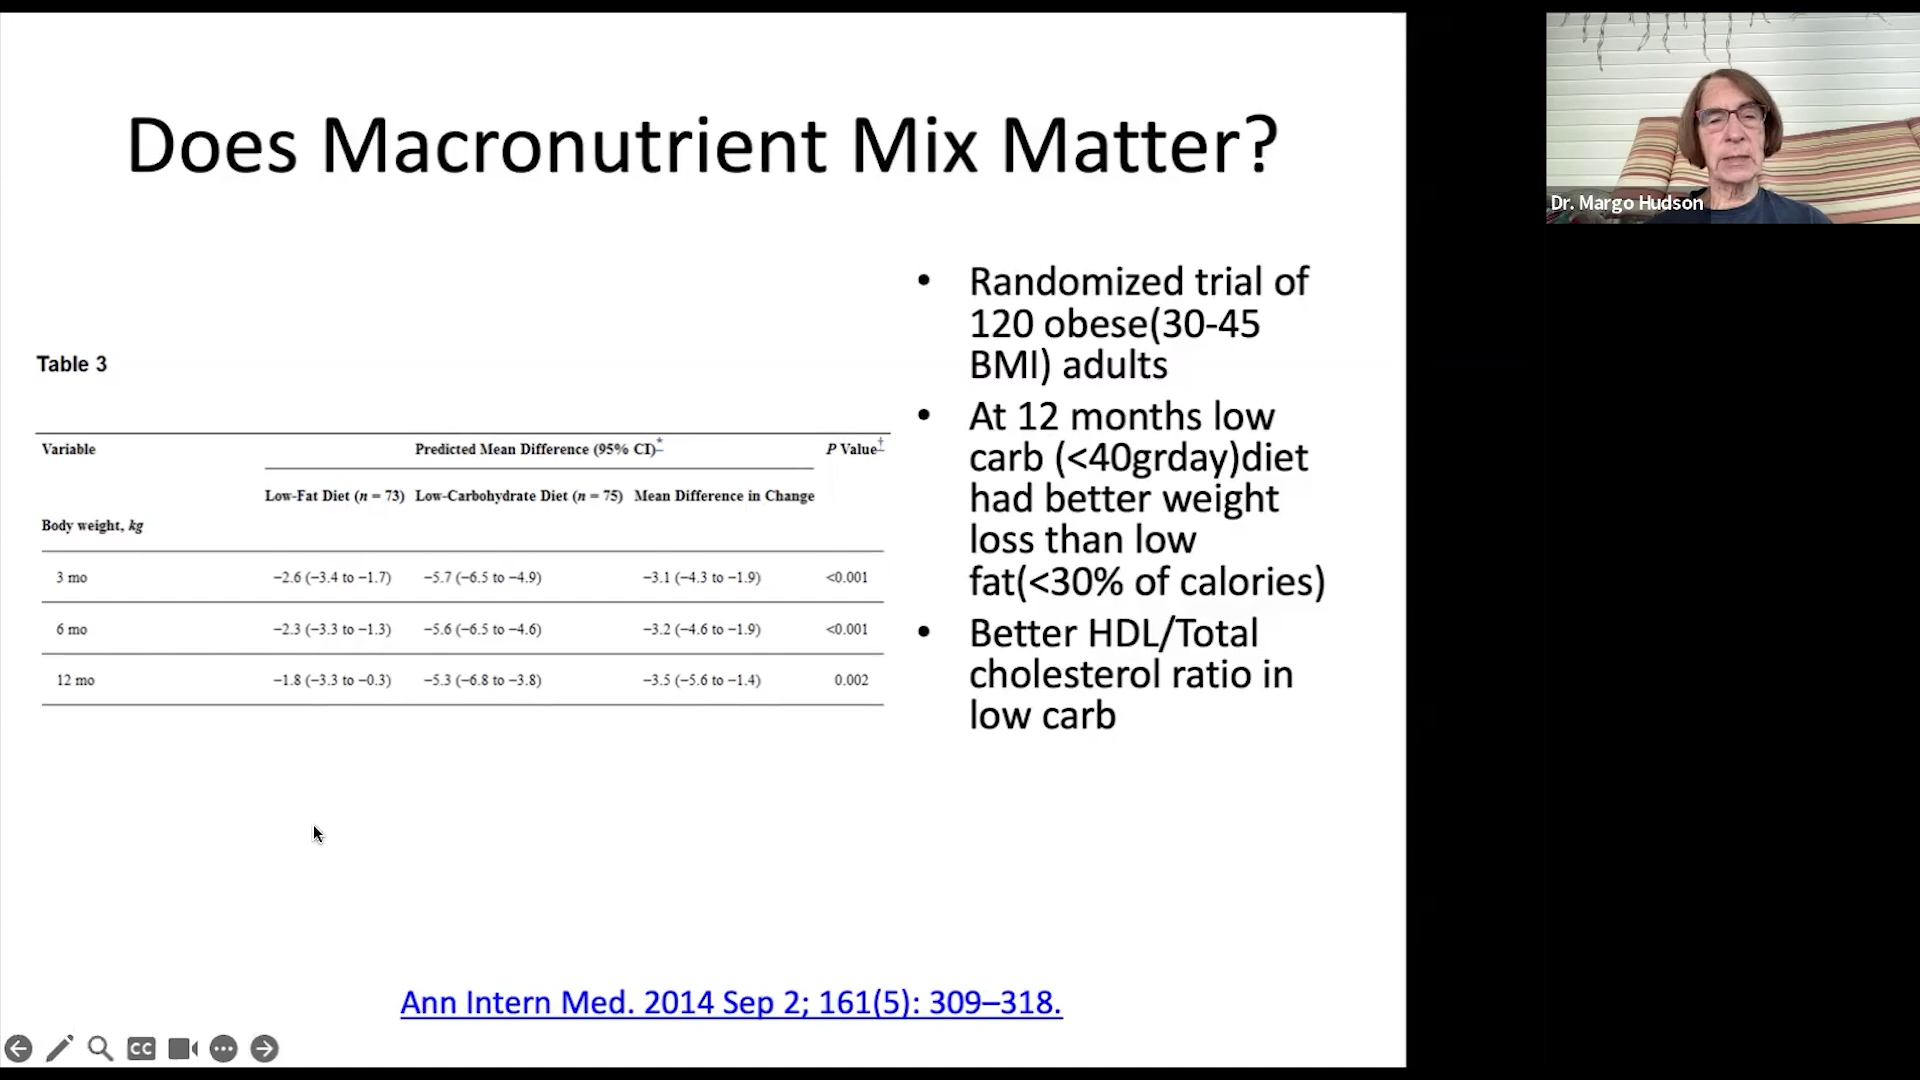 Does Macronutrient Mix Matter?
Dr. Margo Hudson
Table 3
Variable Predicted Mean Difference (95% CI)* P Value†
Low-Fat Diet (n = 73) Low-Carbohydrate Diet (n = 75) Mean Difference in Change
Body weight, kg
3 mo −2.6 (−3.4 to −1.7) −5.7 (−6.5 to −4.9) −3.1 (−4.3 to −1.9) <0.001
6 mo −2.3 (−3.3 to −1.3) −5.6 (−6.5 to −4.6) −3.2 (−4.6 to −1.9) <0.001
12 mo −1.8 (−3.3 to −0.3) −5.3 (−6.8 to −3.8) −3.5 (−5.6 to −1.4) 0.002
• Randomized trial of
120 obese(30-45
BMI) adults
• At 12 months low
carb (<40grday)diet
had better weight
loss than low
fat(<30% of calories)
• Better HDL/Total
cholesterol ratio in
low carb
Ann Intern Med. 2014 Sep 2; 161(5): 309–318.
CC